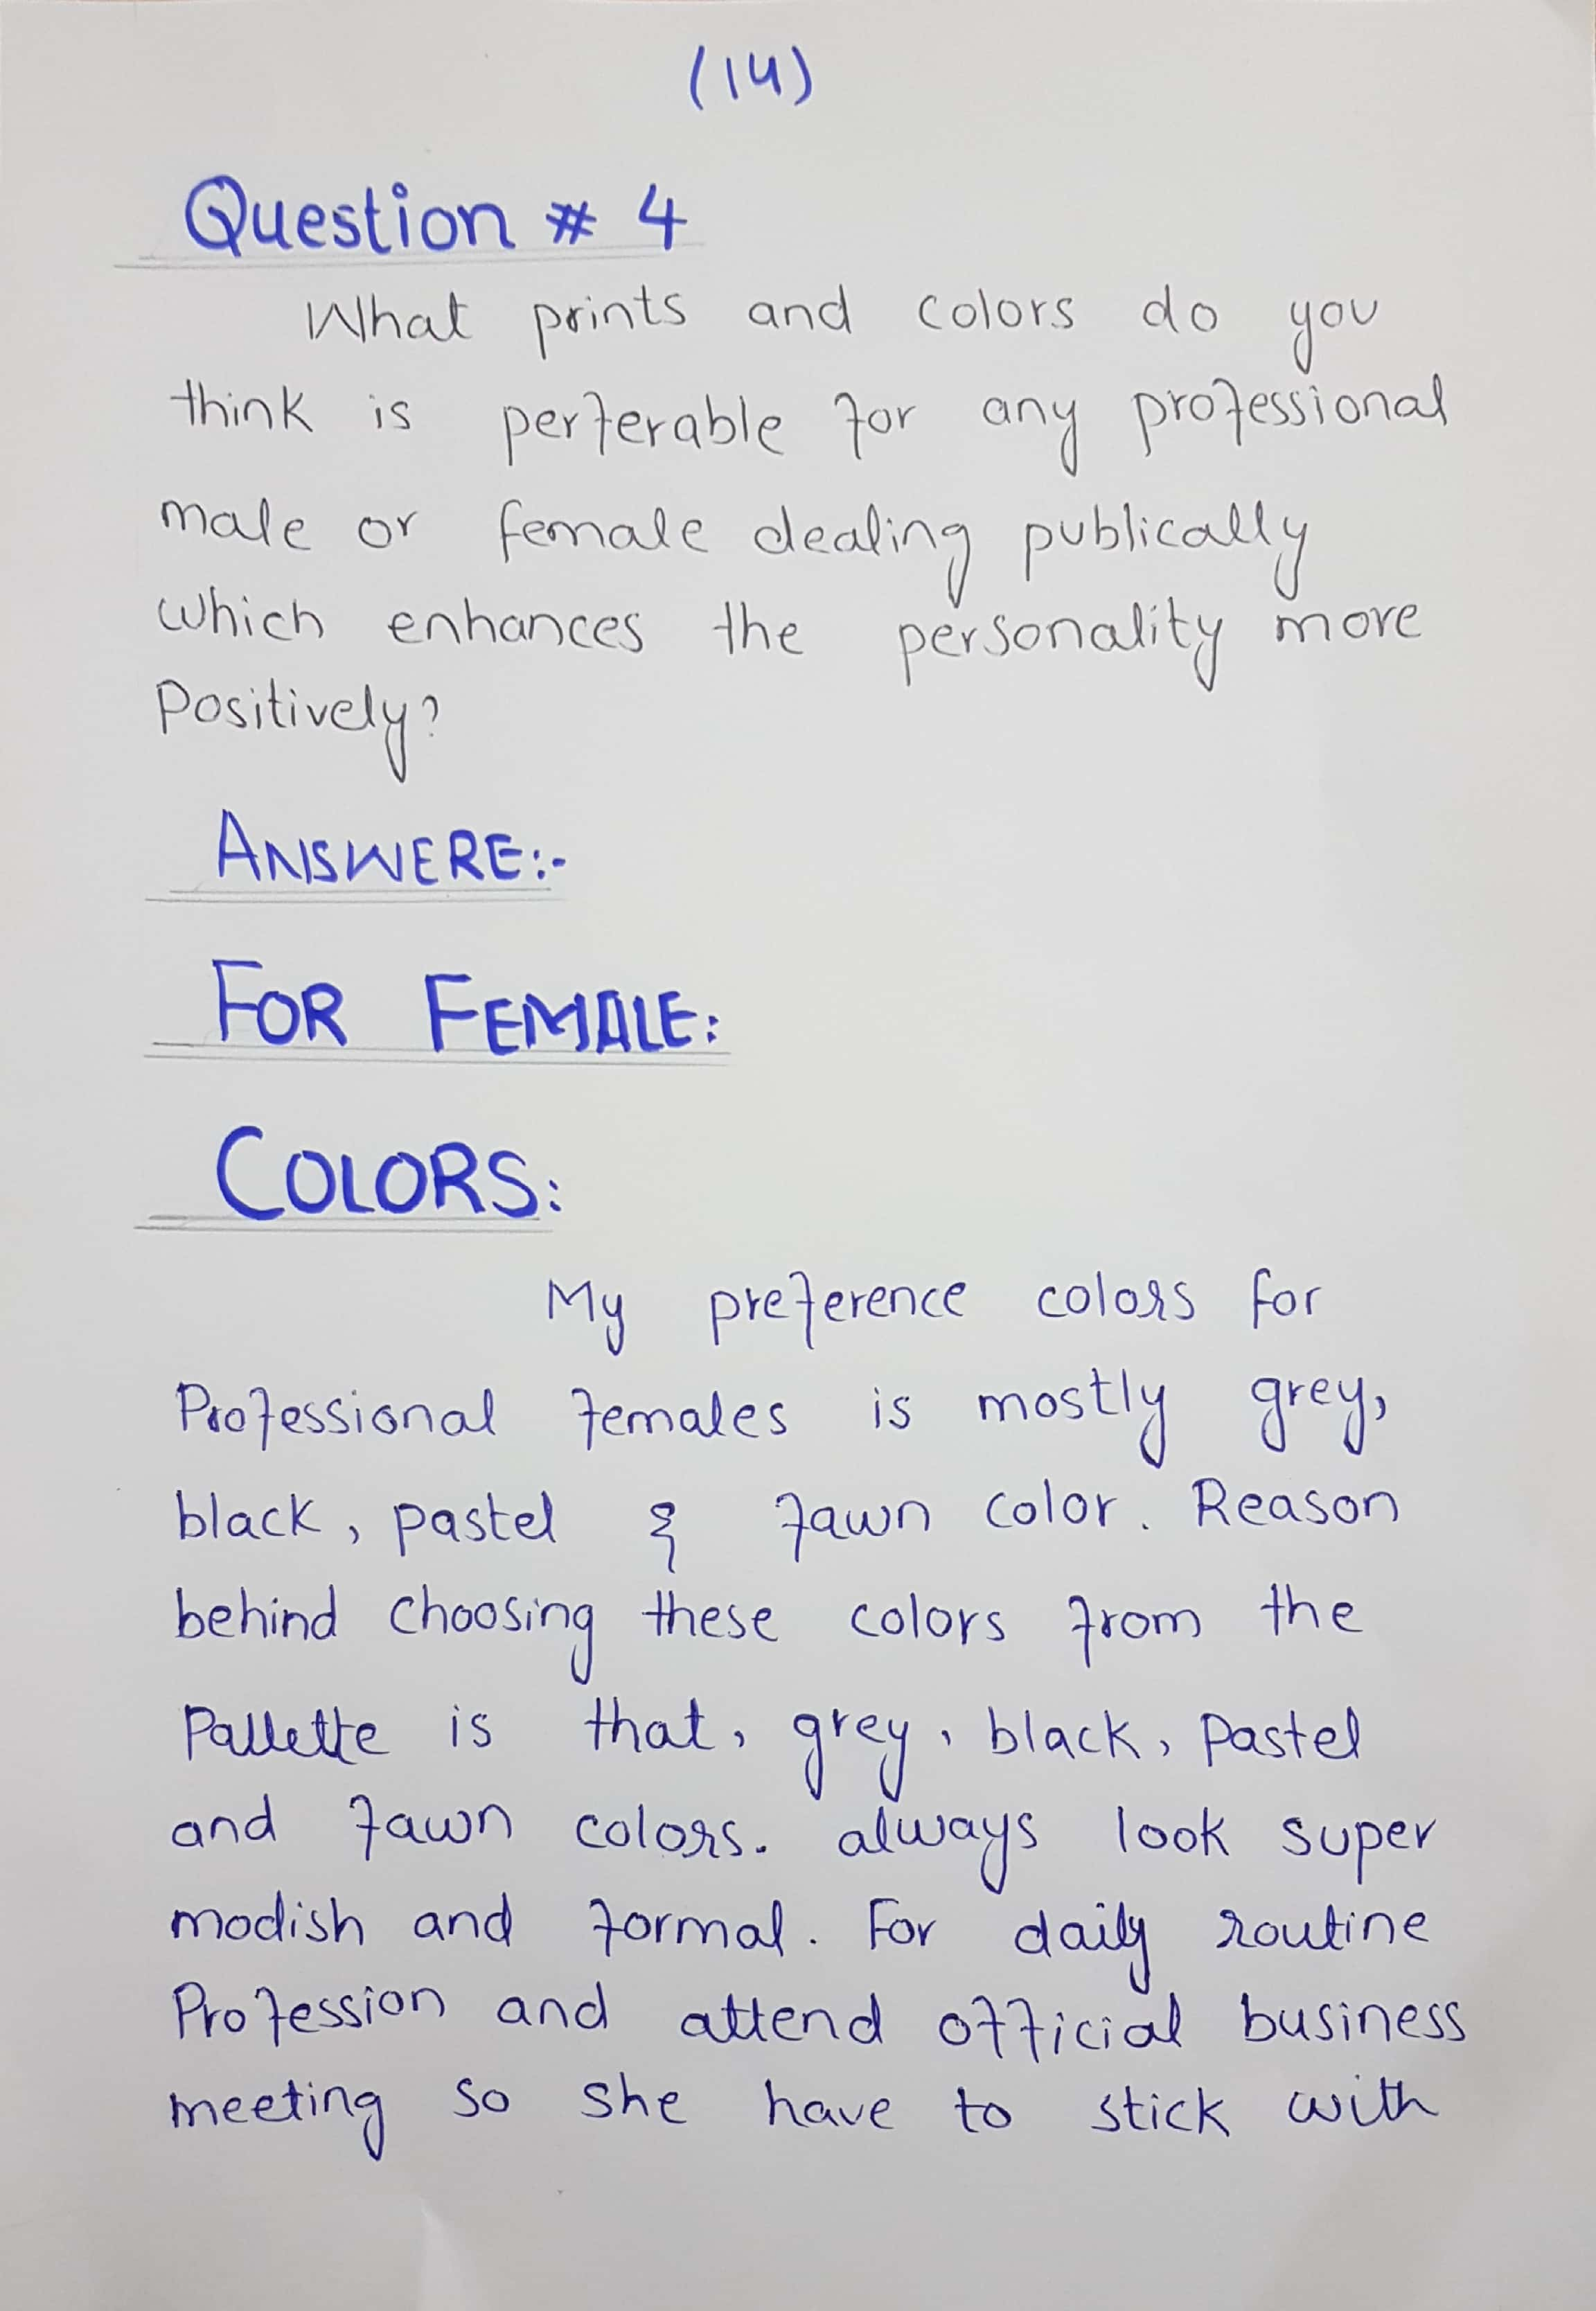 (14)
Question # 4
What prints and colors do you
think is perferable for any professional
male or female dealing publically
which enhances the personality more
Positively?
ANSWERE:-
FOR FEMALE:
COLORS:
My preference colors for
Professional females is mostly grey,
black, pastel & fawn color. Reason
behind choosing these colors from the
Pallette is that, grey, black, Pastel
and fawn colors. always look super
modish and formal. For daily routine
Profession and attend official business
meeting so she have to stick with